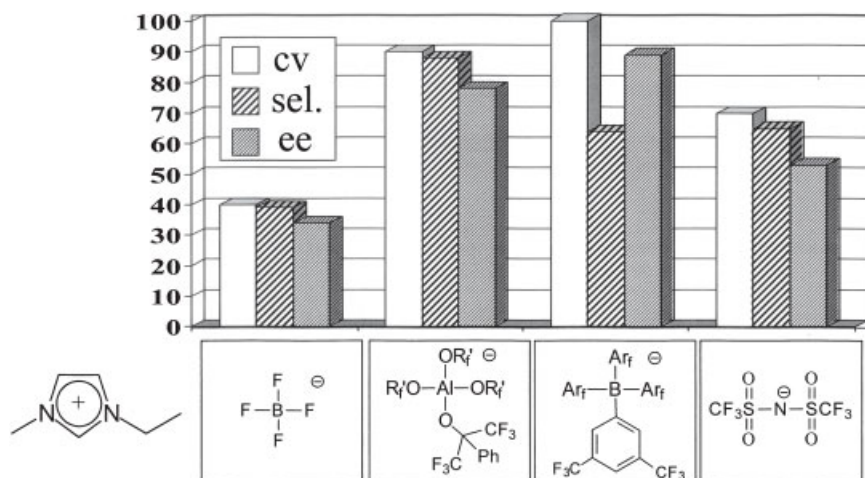 100
90
80
70
60
50
40
30
20
10
0
cv
sel.
ee
N + N
F ⊖
F B F
F
ORf' ⊖
Rf'O Al ORf'
O
CF3
Ph
F3C
Arf ⊖
Arf B Arf
CF3 CF3
O ⊖ O
CF3S N SCF3
O O